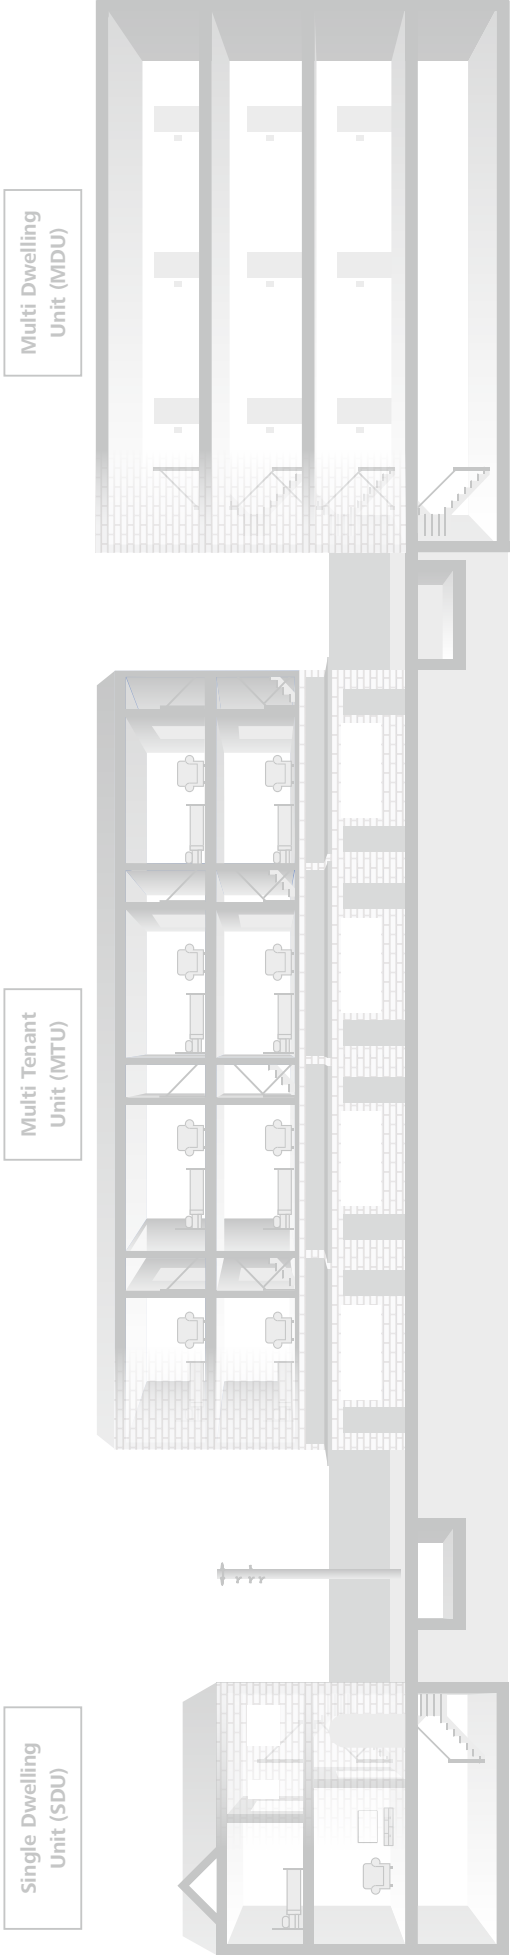 Multi Dwelling
Unit (MDU)
Multi Tenant
Unit (MTU)
Single Dwelling
Unit (SDU)